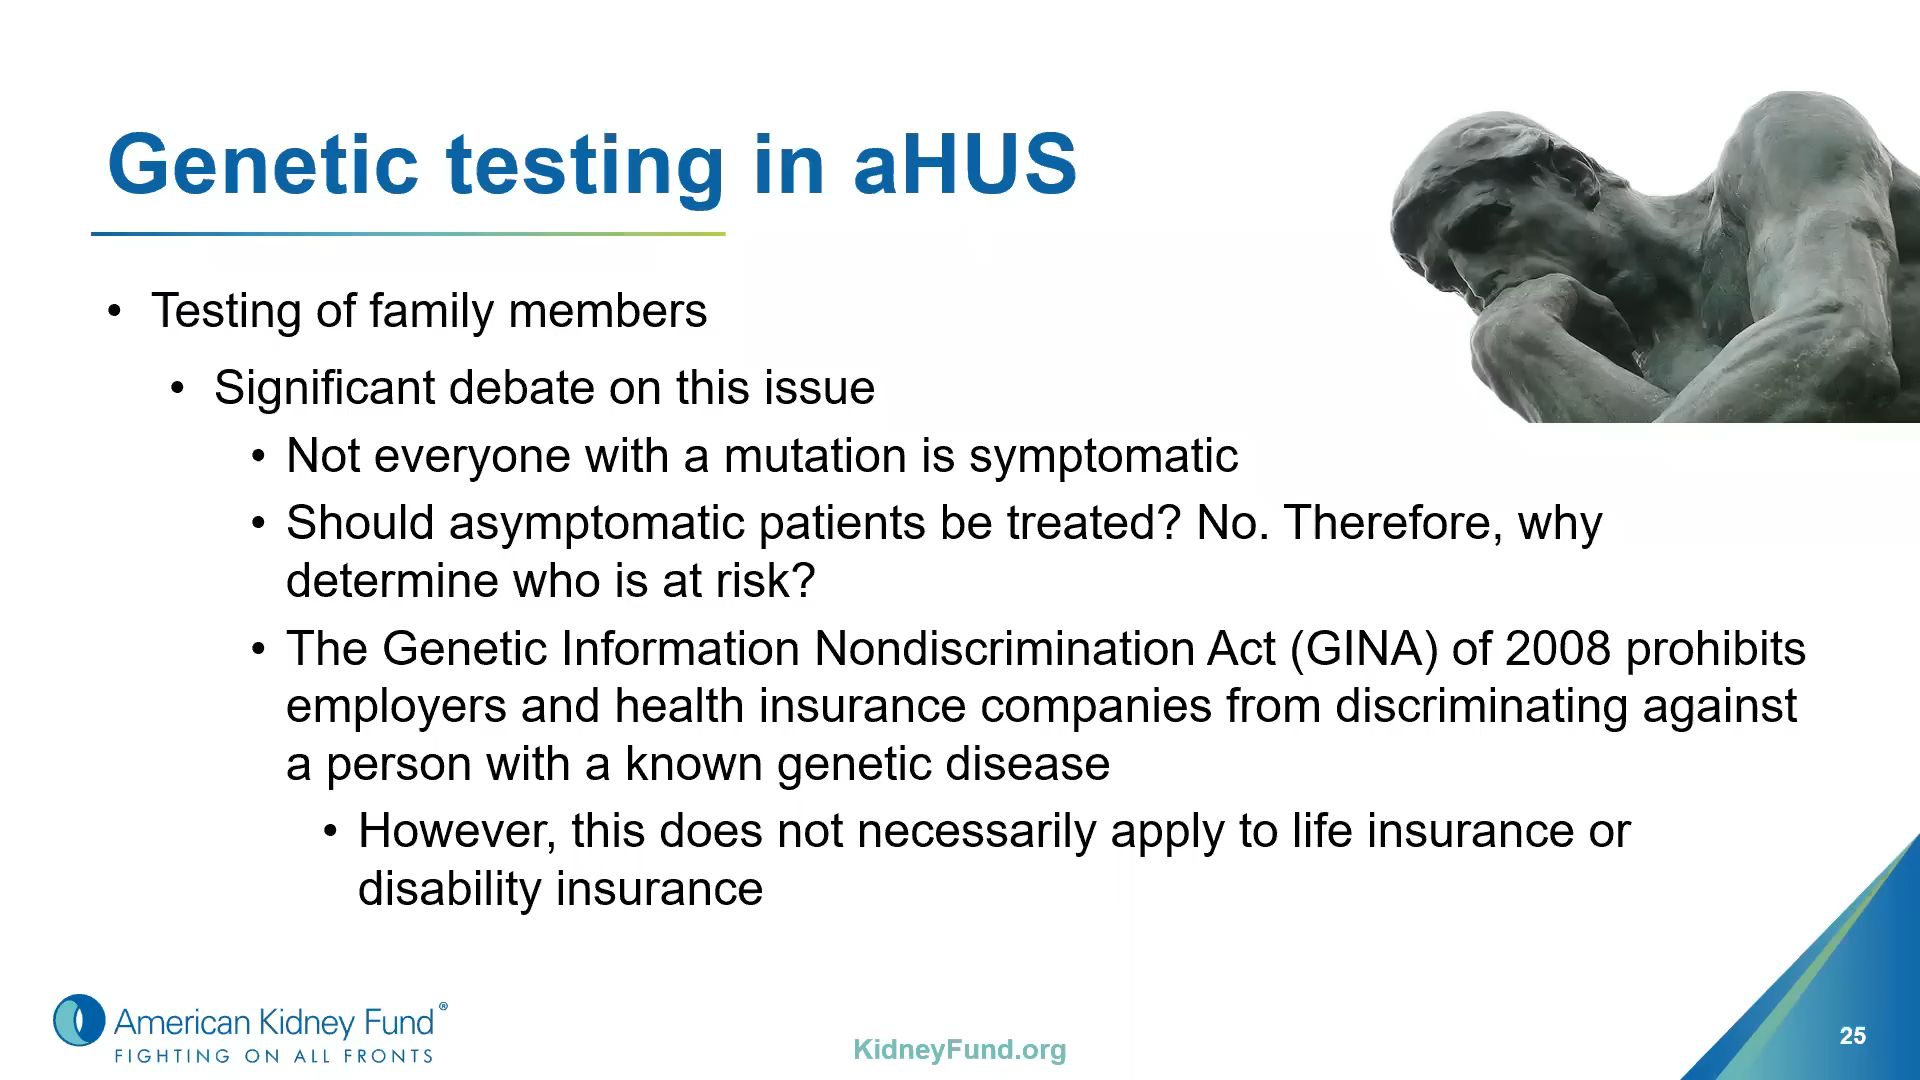 Genetic testing in aHUS
• Testing of family members
• Significant debate on this issue
• Not everyone with a mutation is symptomatic
• Should asymptomatic patients be treated? No. Therefore, why
determine who is at risk?
• The Genetic Information Nondiscrimination Act (GINA) of 2008 prohibits
employers and health insurance companies from discriminating against
a person with a known genetic disease
• However, this does not necessarily apply to life insurance or
disability insurance
American Kidney Fund®
FIGHTING ON ALL FRONTS
KidneyFund.org
25